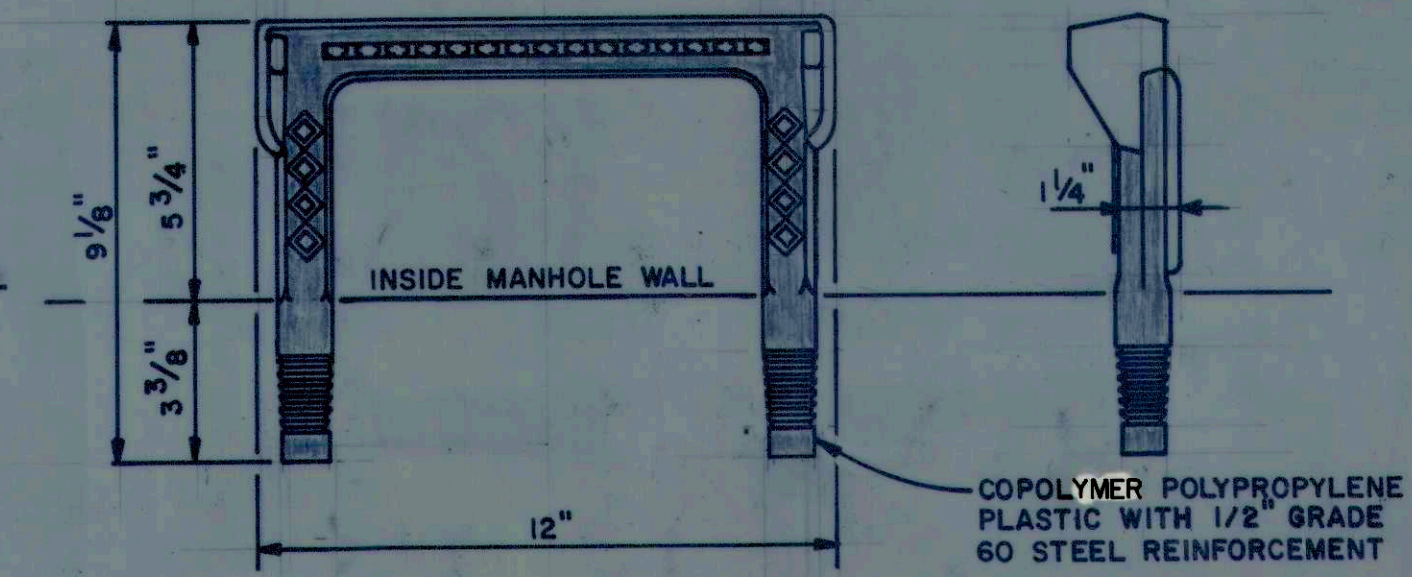 9 1/8"
5 3/4"
3 3/8"
INSIDE MANHOLE WALL
1 1/4"
12"
COPOLYMER POLYPROPYLENE
PLASTIC WITH 1/2" GRADE
60 STEEL REINFORCEMENT